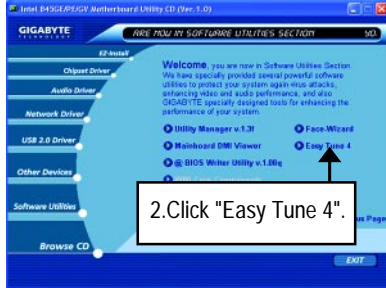 Intel 845GE/PE/GV Motherboard Utility CD (Ver.1.0)
GIGABYTE
TECHNOLOGY
ARE NOW IN SOFTWARE UTILITIES SECTION
YO
EZ-Install
Chipset Driver
Audio Driver
Network Driver
USB 2.0 Driver
Other Devices
Software Utilities
Browse CD
Welcome, you are now in Software Utilities Section.
We have specially provided several powerful software
utilities to protect your system again virus attacks,
enhancing video and audio performance, and also
GIGABYTE specially designed tools for enhancing the
performance of your system.
Utility Manager v.1.3f
Face-Wizard
Mainboard DMI Viewer
Easy Tune 4
@ BIOS Writer Utility v.1.08q
2.Click "Easy Tune 4".
us Page
EXIT